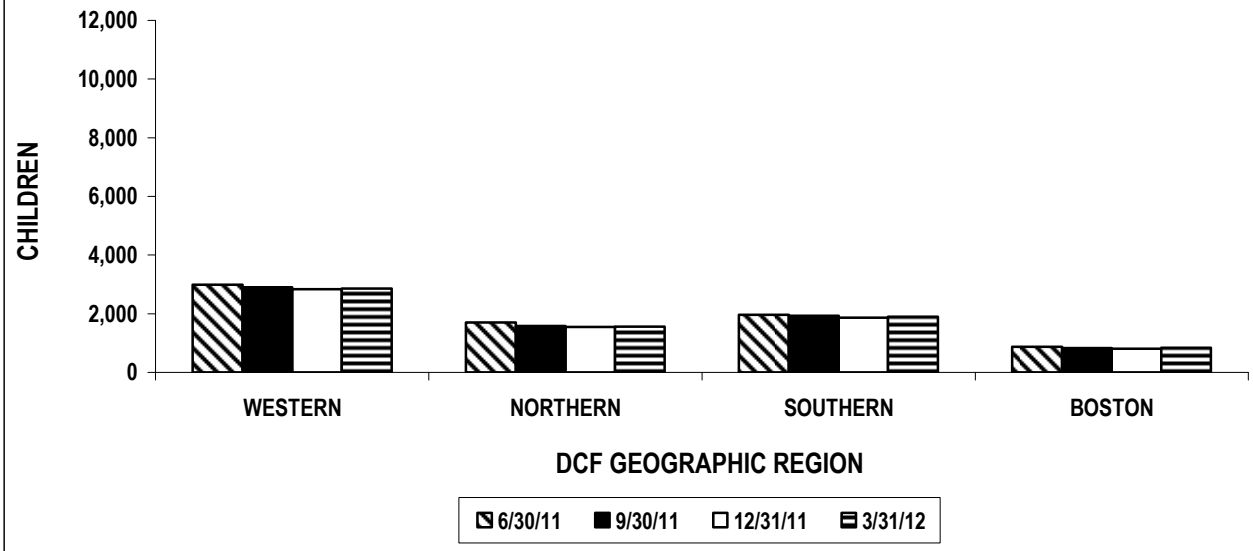 12,000
10,000
8,000
6,000
4,000
2,000
0
CHILDREN
WESTERN NORTHERN SOUTHERN BOSTON
DCF GEOGRAPHIC REGION
6/30/11 9/30/11 12/31/11 3/31/12